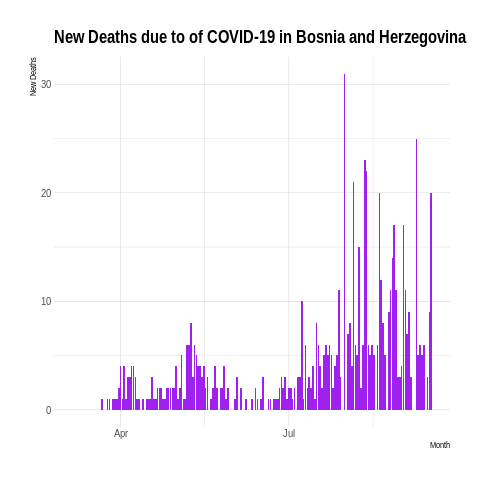 New Deaths due to of COVID-19 in Bosnia and Herzegovina
New Deaths
30
20
10
0
Apr
Jul
Month